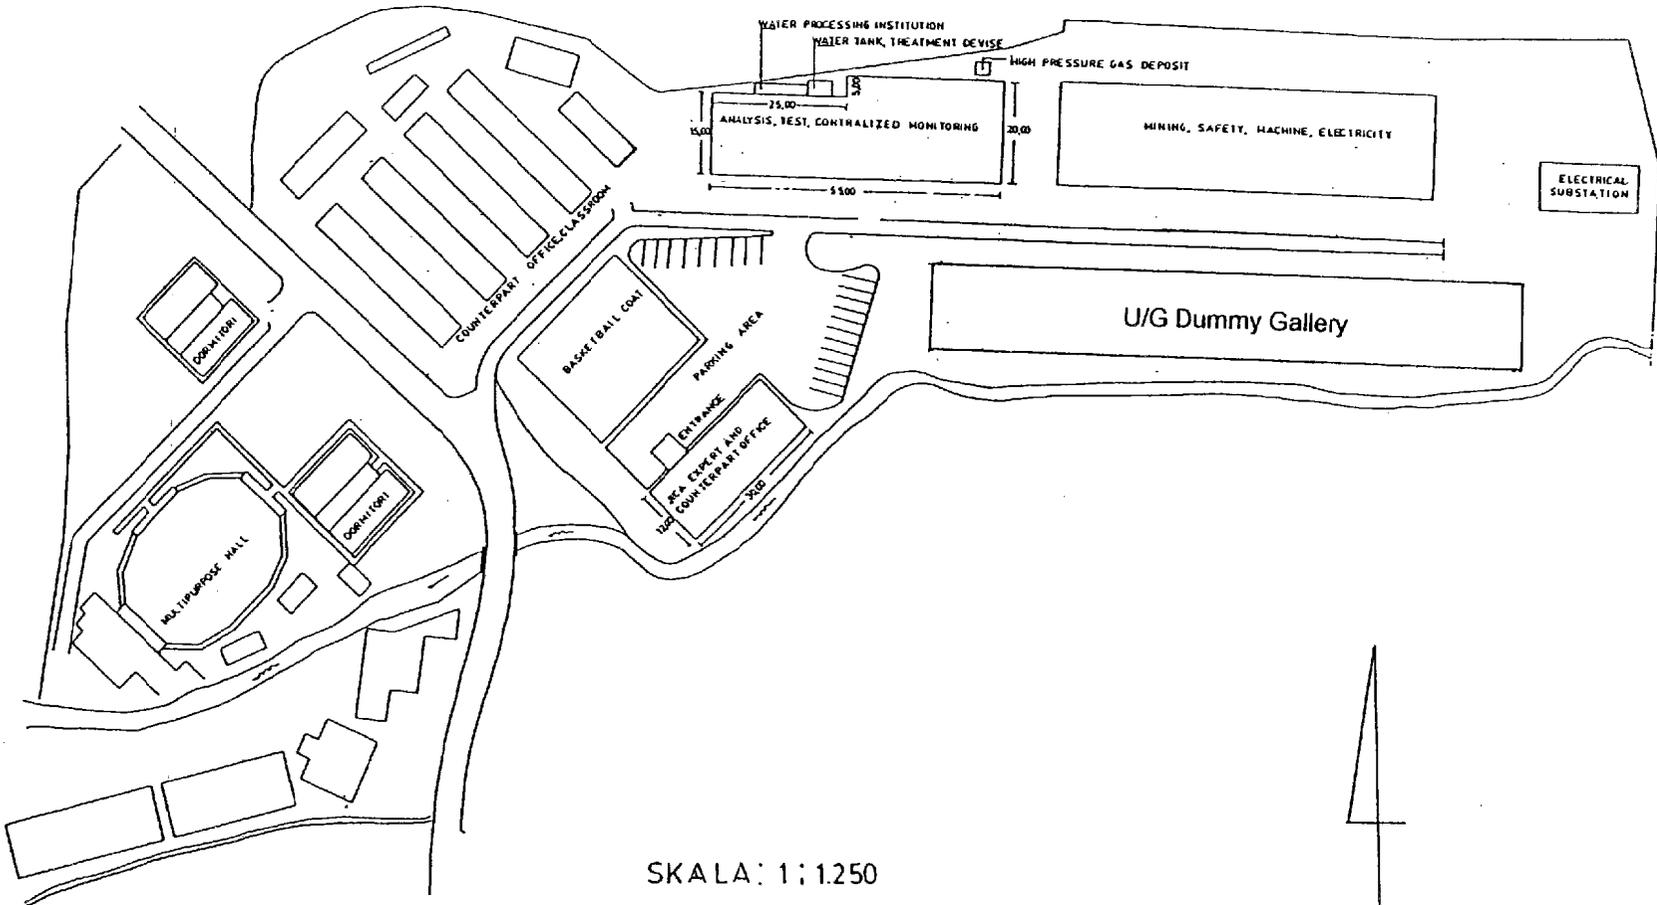 WATER PROCESSING INSTITUTION
WATER TANK, TREATMENT DEVISE
HIGH PRESSURE GAS DEPOSIT
5,00
25,00
15,00
ANALYSIS, TEST, CONTRALIZED MONITORING
20,00
55,00
MINING, SAFETY, MACHINE, ELECTRICITY
ELECTRICAL
SUBSTATION
COUNTERPART OFFICE,CLASSROOM
U/G Dummy Gallery
BASKETBAIL COAT
PARKING AREA
DORMITORI
ENTRANCE
JICA EXPERT AND
COUNTERPART OFFICE
30,00
12,00
DORMITORI
MULTIPURPOSE HALL
SKALA: 1:1.250